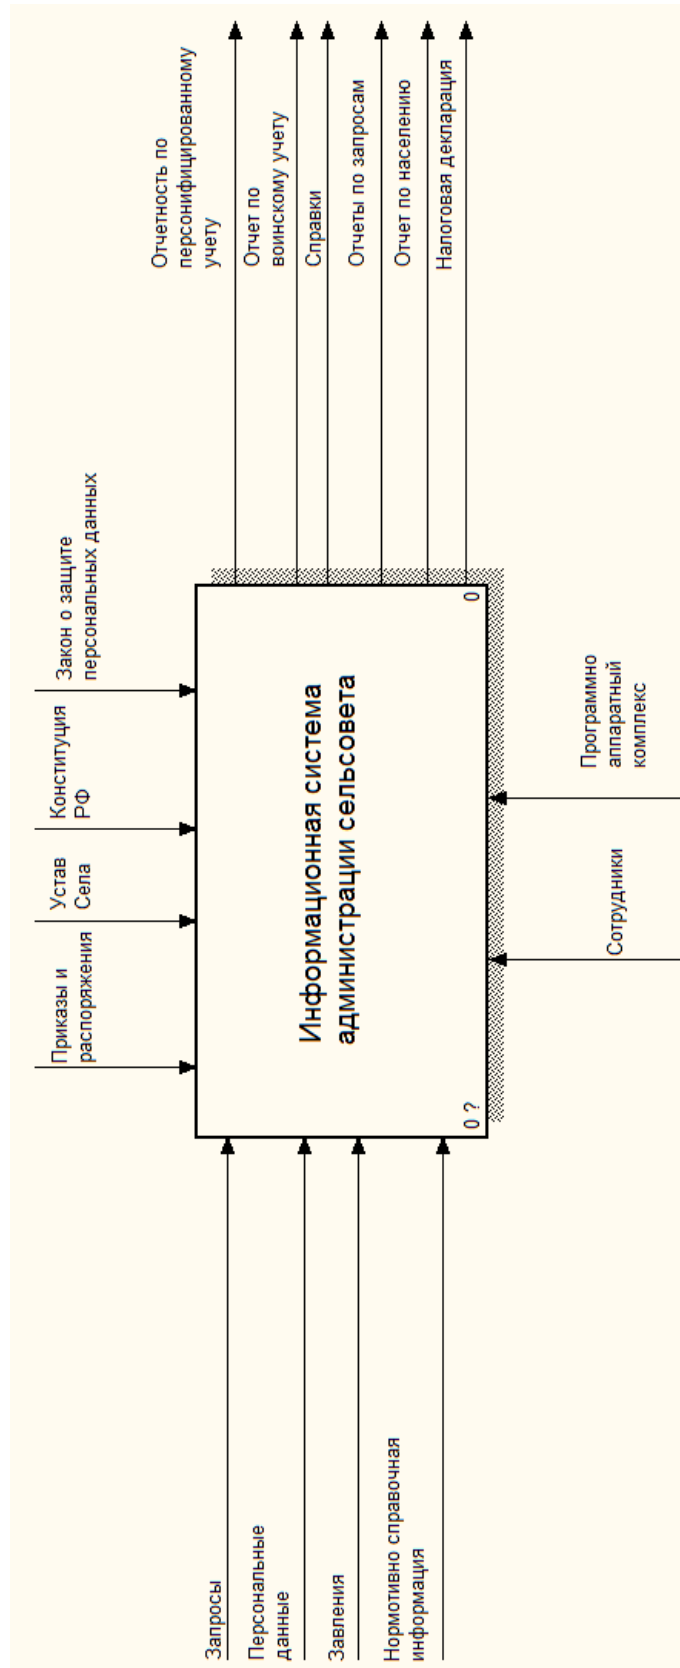 Приказы и
распоряжения
Устав
Села
Конституция
РФ
Закон о защите
персональных данных
Запросы
Персональные
данные
Завления
Нормотивно справочная
информация
Информационная система
администрации сельсовета
0 ?
0
Отчетность по
персонифицированному
учету
Отчет по
воинскому учету
Справки
Отчеты по запросам
Отчет по населению
Налоговая декларация
Сотрудники
Программно
аппаратный
комплекс